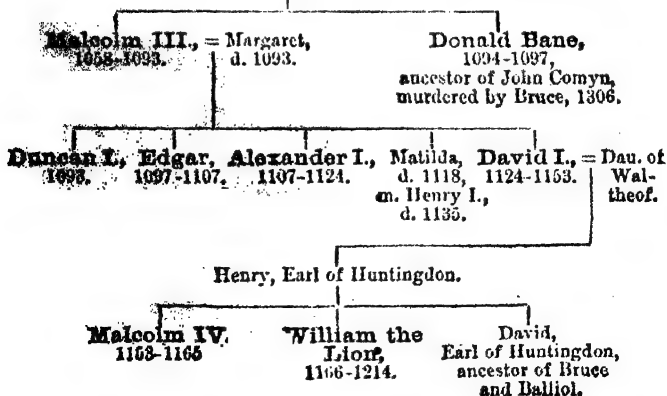 Malcolm III., = Margaret,
1058-1093. d. 1093.
Donald Bane,
1094-1097,
ancestor of John Comyn,
murdered by Bruce, 1306.
Duncan I., Edgar, Alexander I., Matilda, David I., = Dau. of
1093. 1097-1107. 1107-1124. d. 1118, 1124-1153. Wal-
m. Henry I., theof.
d. 1135.
Henry, Earl of Huntingdon.
Malcolm IV.
1153-1165
William the
Lion,
1166-1214.
David,
Earl of Huntingdon,
ancestor of Bruce
and Balliol.